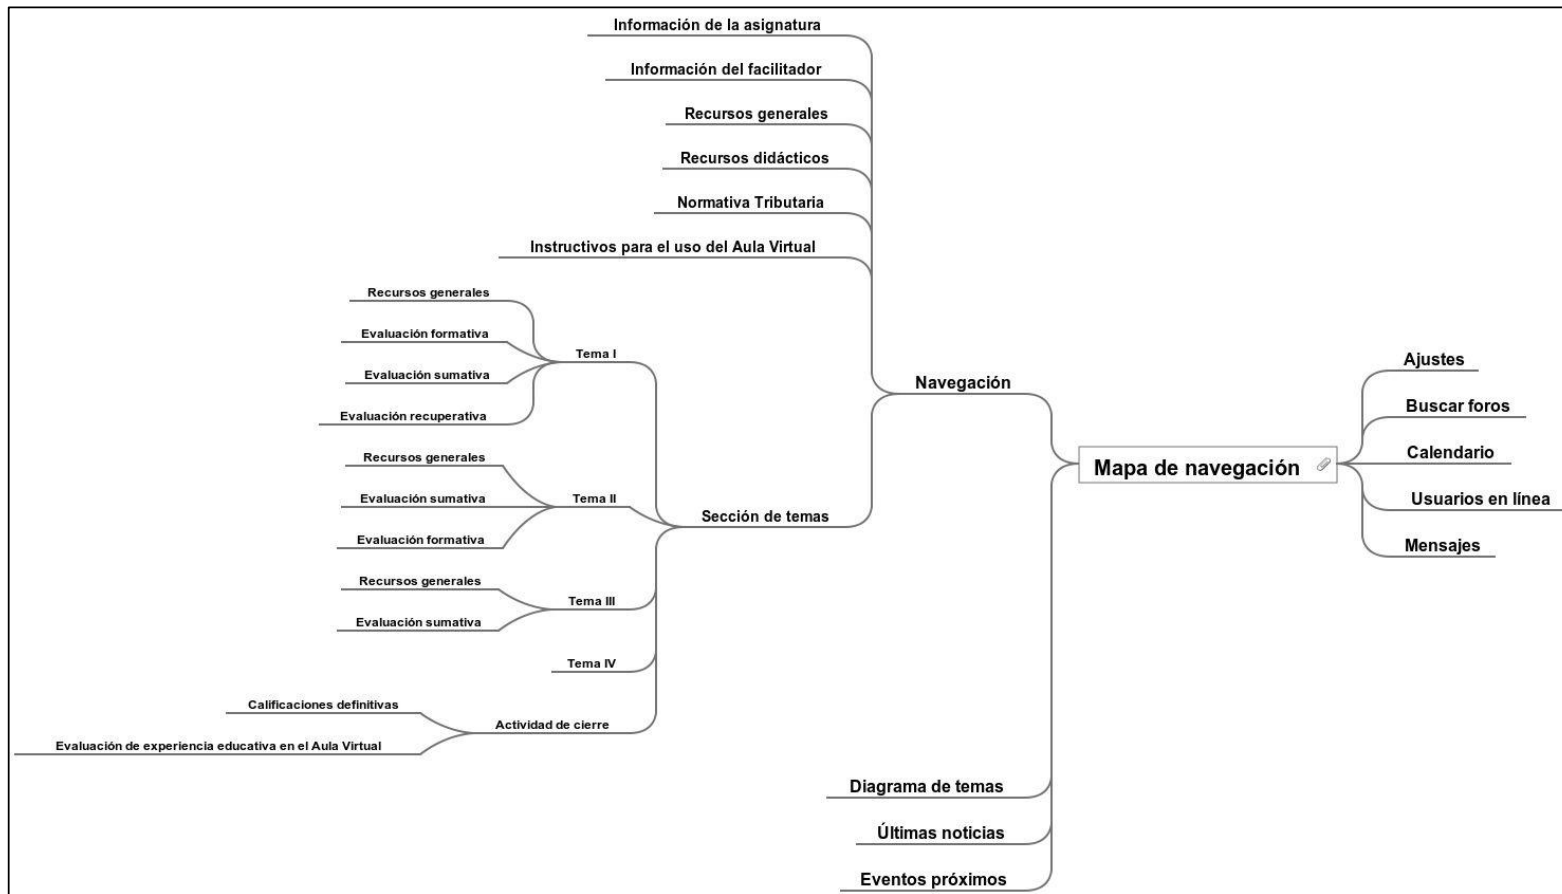 Información de la asignatura
Información del facilitador
Recursos generales
Recursos didácticos
Normativa Tributaria
Instructivos para el uso del Aula Virtual
Recursos generales
Evaluación formativa
Tema I
Evaluación sumativa
Evaluación recuperativa
Recursos generales
Evaluación sumativa
Tema II
Evaluación formativa
Recursos generales
Tema III
Evaluación sumativa
Tema IV
Calificaciones definitivas
Actividad de cierre
Evaluación de experiencia educativa en el Aula Virtual
Sección de temas
Navegación
Diagrama de temas
Últimas noticias
Eventos próximos
Mapa de navegación
Ajustes
Buscar foros
Calendario
Usuarios en línea
Mensajes